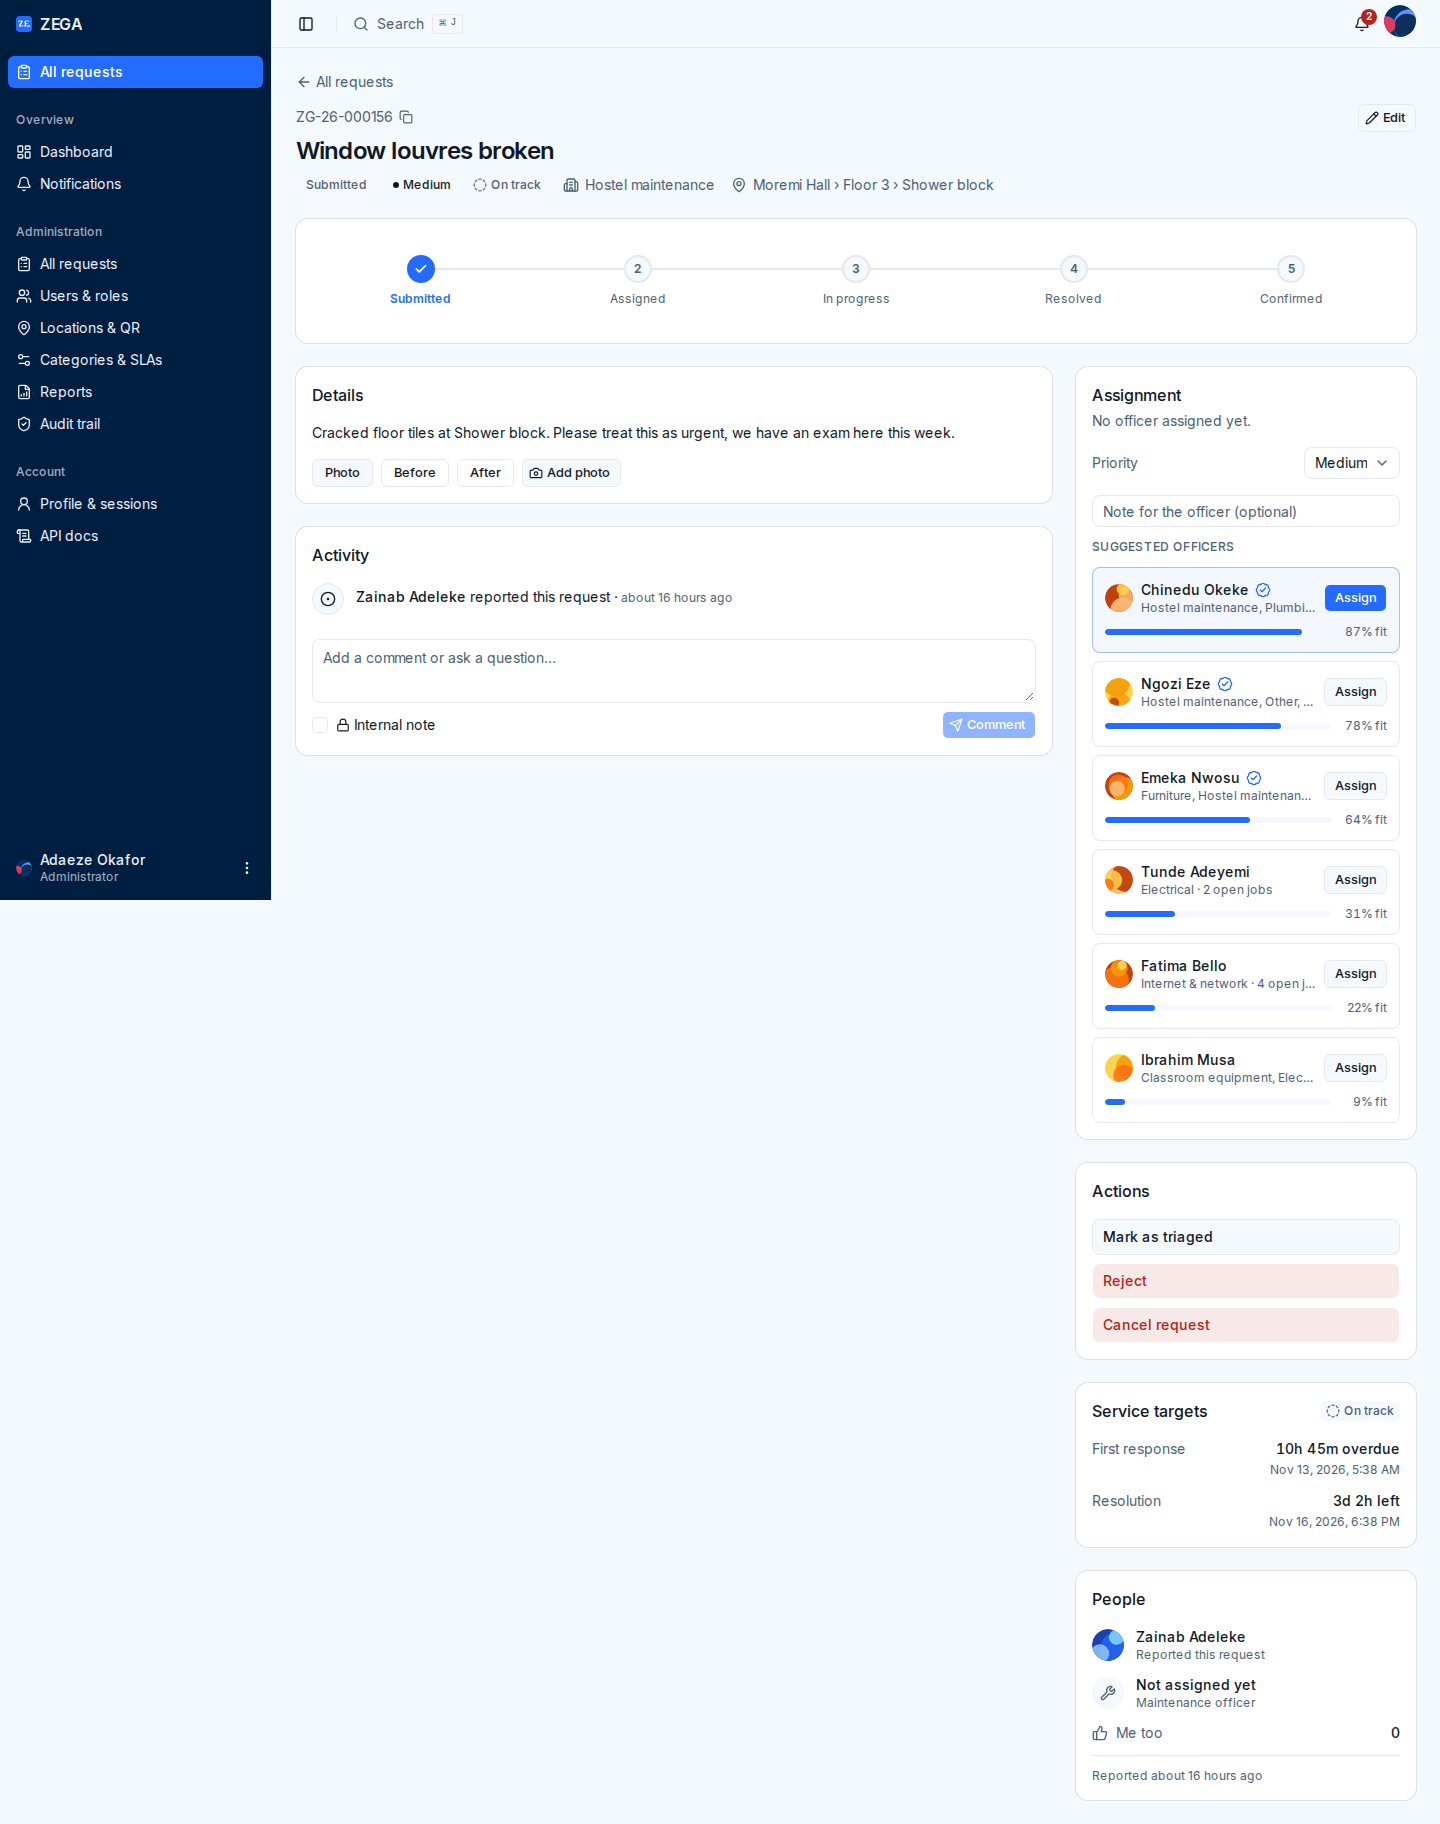 ZEGA
All requests
Overview
Dashboard
Notifications
Administration
All requests
Users & roles
Locations & QR
Categories & SLAs
Reports
Audit trail
Account
Profile & sessions
API docs
Adaeze Okafor
Administrator
Search ⌘ J
2
All requests
ZG-26-000156
Edit
Window louvres broken
Submitted
Medium
On track
Hostel maintenance
Moremi Hall › Floor 3 › Shower block
2
3
4
5
Submitted
Assigned
In progress
Resolved
Confirmed
Details
Cracked floor tiles at Shower block. Please treat this as urgent, we have an exam here this week.
Photo
Before
After
Add photo
Activity
Zainab Adeleke reported this request · about 16 hours ago
Add a comment or ask a question...
Internal note
Comment
Assignment
No officer assigned yet.
Priority
Medium
Note for the officer (optional)
SUGGESTED OFFICERS
Chinedu Okeke
Hostel maintenance, Plumbi...
Assign
87% fit
Ngozi Eze
Hostel maintenance, Other, ...
Assign
78% fit
Emeka Nwosu
Furniture, Hostel maintenan...
Assign
64% fit
Tunde Adeyemi
Electrical · 2 open jobs
Assign
31% fit
Fatima Bello
Internet & network · 4 open j...
Assign
22% fit
Ibrahim Musa
Classroom equipment, Elec...
Assign
9% fit
Actions
Mark as triaged
Reject
Cancel request
Service targets
On track
First response
10h 45m overdue
Nov 13, 2026, 5:38 AM
Resolution
3d 2h left
Nov 16, 2026, 6:38 PM
People
Zainab Adeleke
Reported this request
Not assigned yet
Maintenance officer
Me too
0
Reported about 16 hours ago